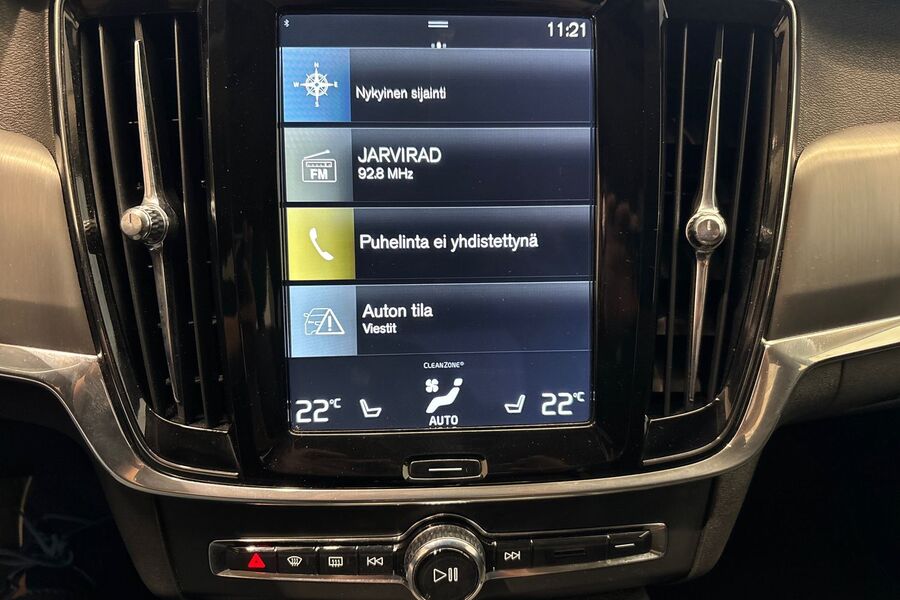 11:21
N
W E
S
Nykyinen sijainti
JARVIRAD
92.8 MHz
FM
Puhelinta ei yhdistettynä
Auton tila
Viestit
CLEANZONE®
22°C
22°C
AUTO